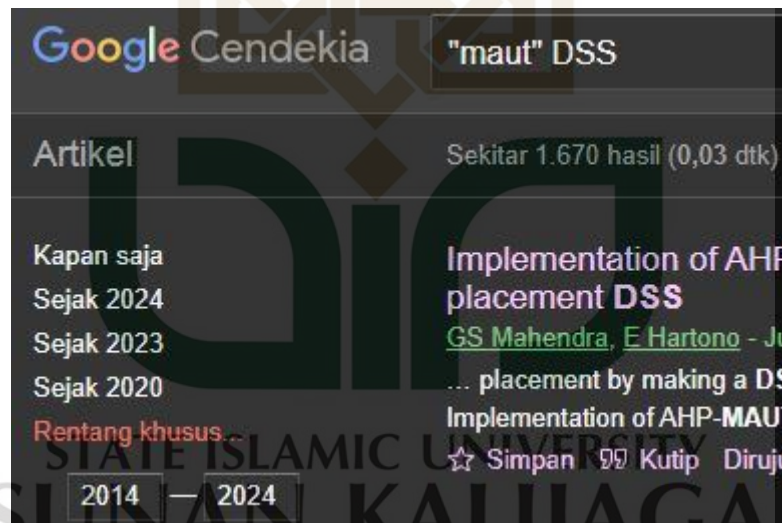 Google Cendekia
"maut" DSS
Artikel
Sekitar 1.670 hasil (0,03 dtk)
Kapan saja
Sejak 2024
Sejak 2023
Sejak 2020
Rentang khusus...
2014 — 2024
Implementation of AHP
placement DSS
GS Mahendra, E Hartono - Ju
... placement by making a DS
Implementation of AHP-MAUT
Simpan Kutip Diruju
STATE ISLAMIC UNIVERSITY
SUNAN KALIJAGA